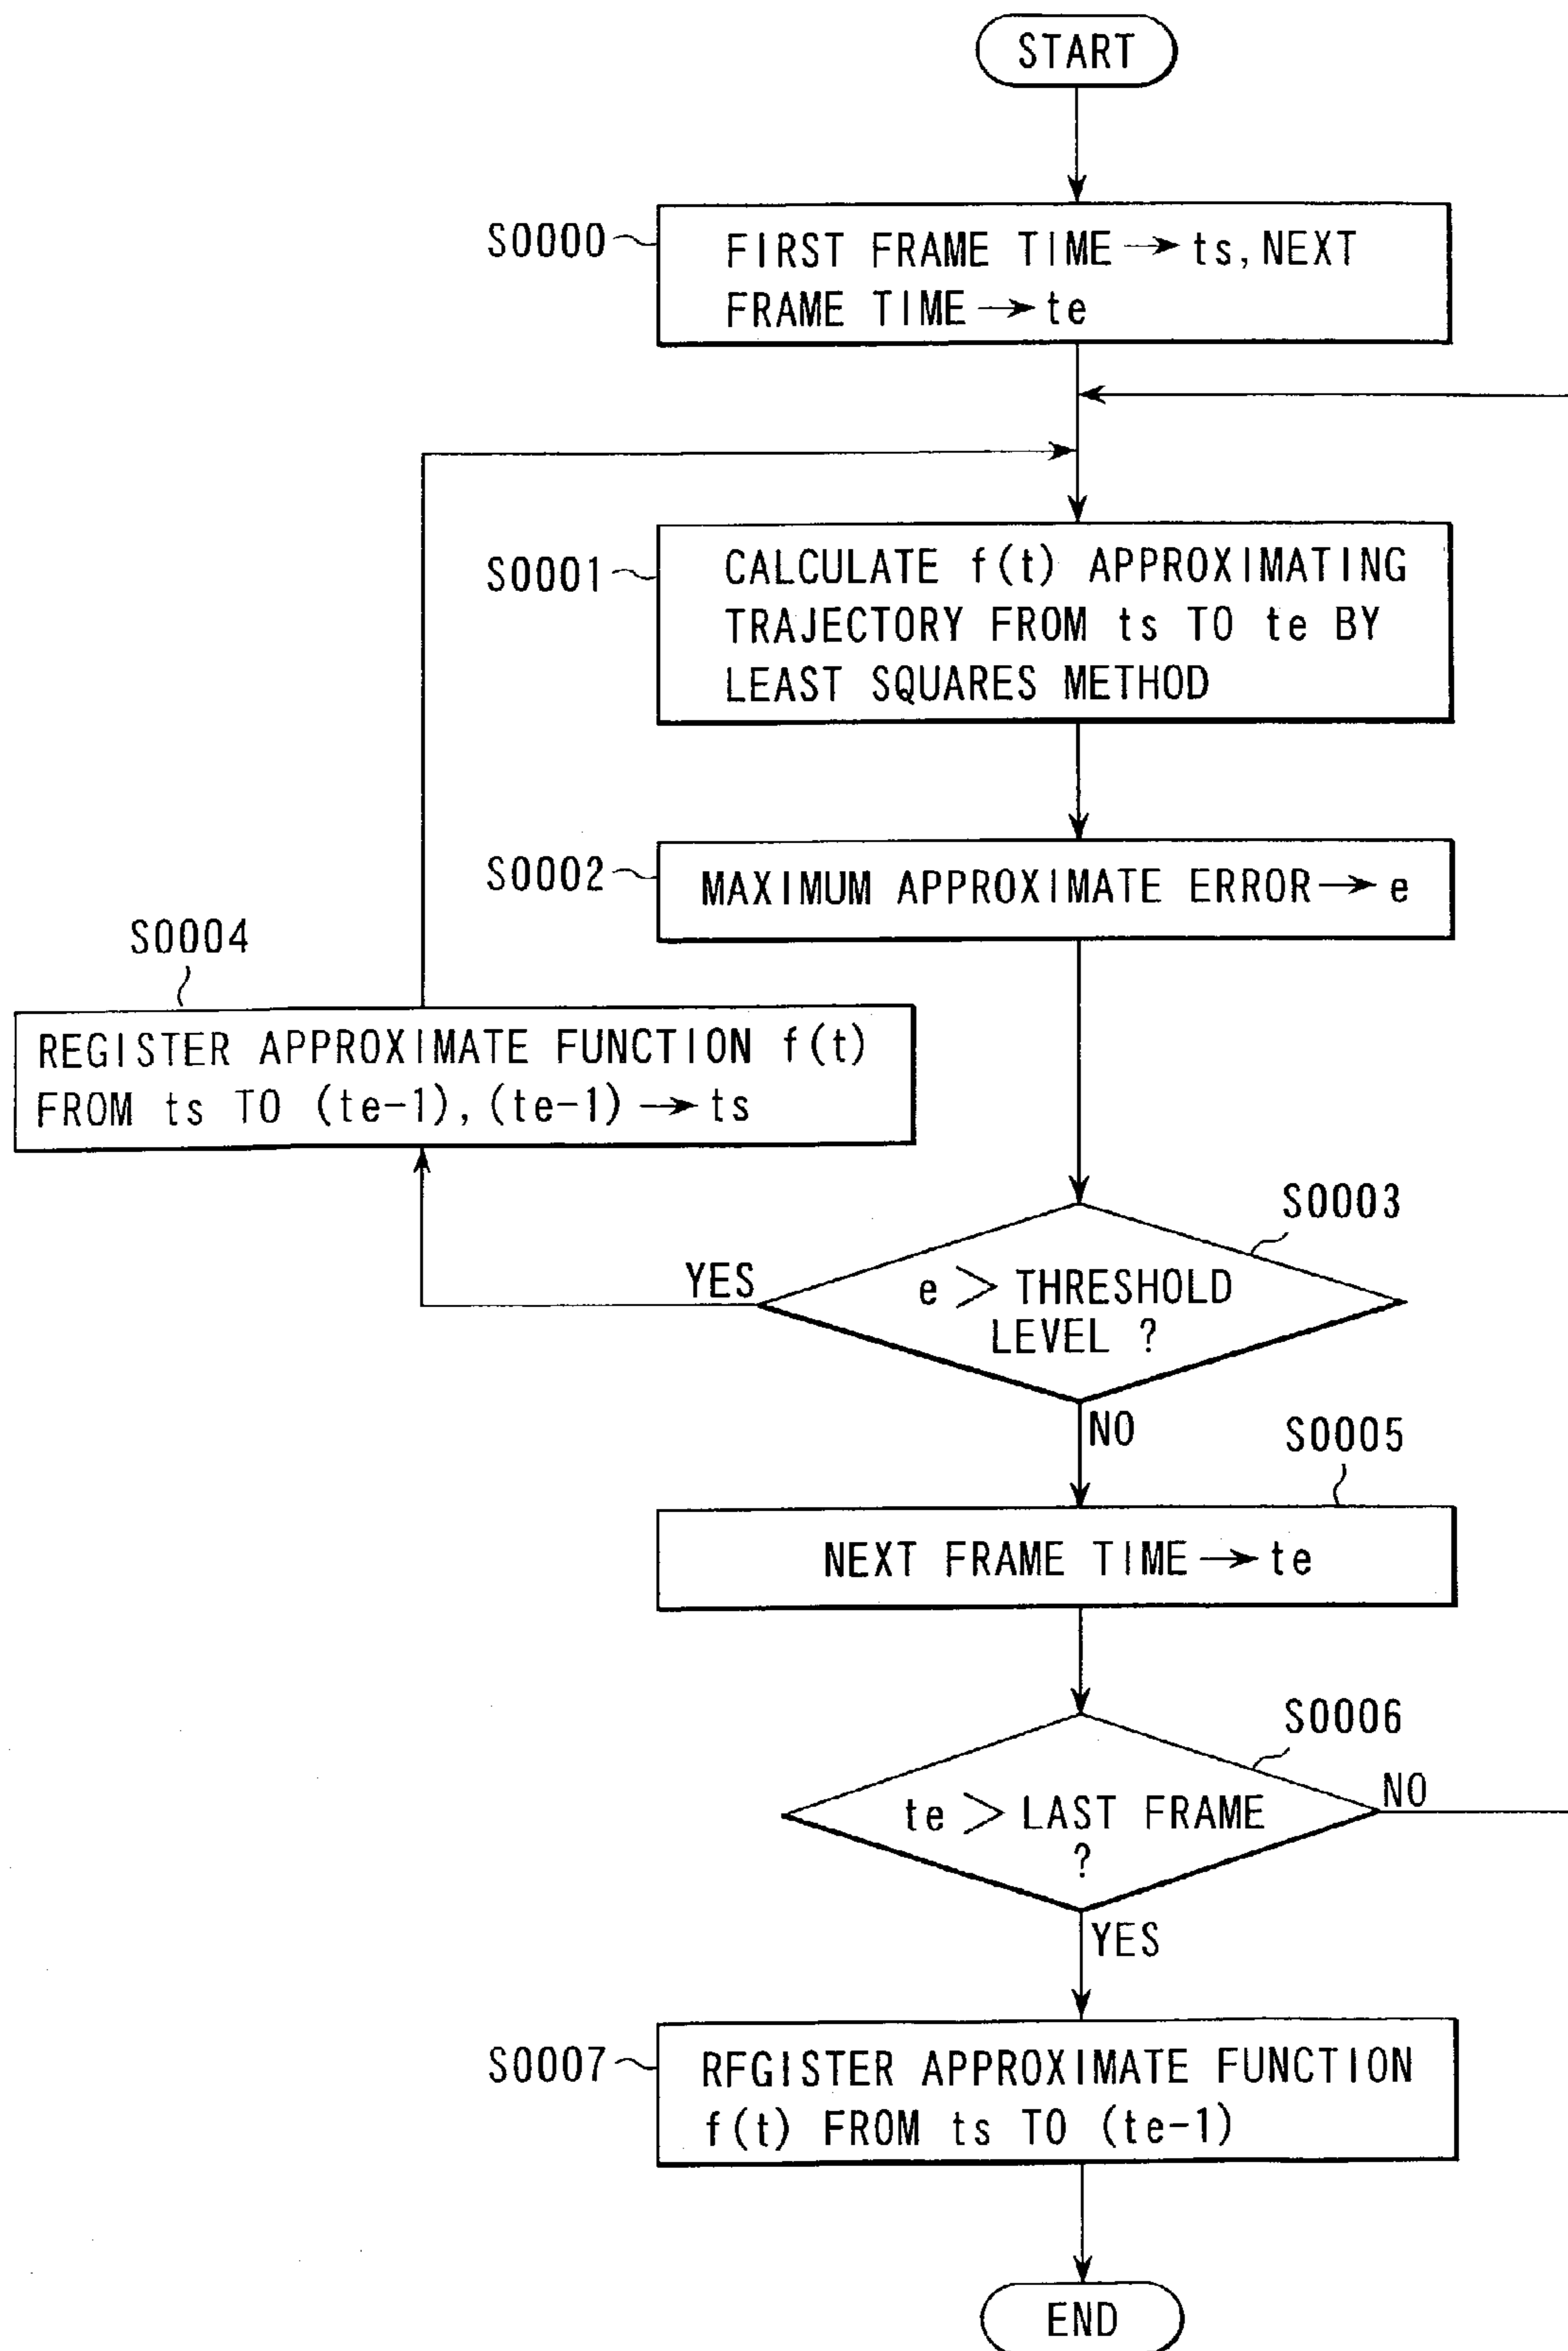 START
S0000
FIRST FRAME TIME → ts, NEXT
FRAME TIME → te
S0001
CALCULATE f(t) APPROXIMATING
TRAJECTORY FROM ts TO te BY
LEAST SQUARES METHOD
S0002
MAXIMUM APPROXIMATE ERROR → e
S0004
REGISTER APPROXIMATE FUNCTION f(t)
FROM ts TO (te-1), (te-1) → ts
S0003
YES
e > THRESHOLD
LEVEL ?
NO
S0005
NEXT FRAME TIME → te
S0006
te > LAST FRAME
?
NO
YES
S0007
RFGISTER APPROXIMATE FUNCTION
f(t) FROM ts TO (te-1)
END